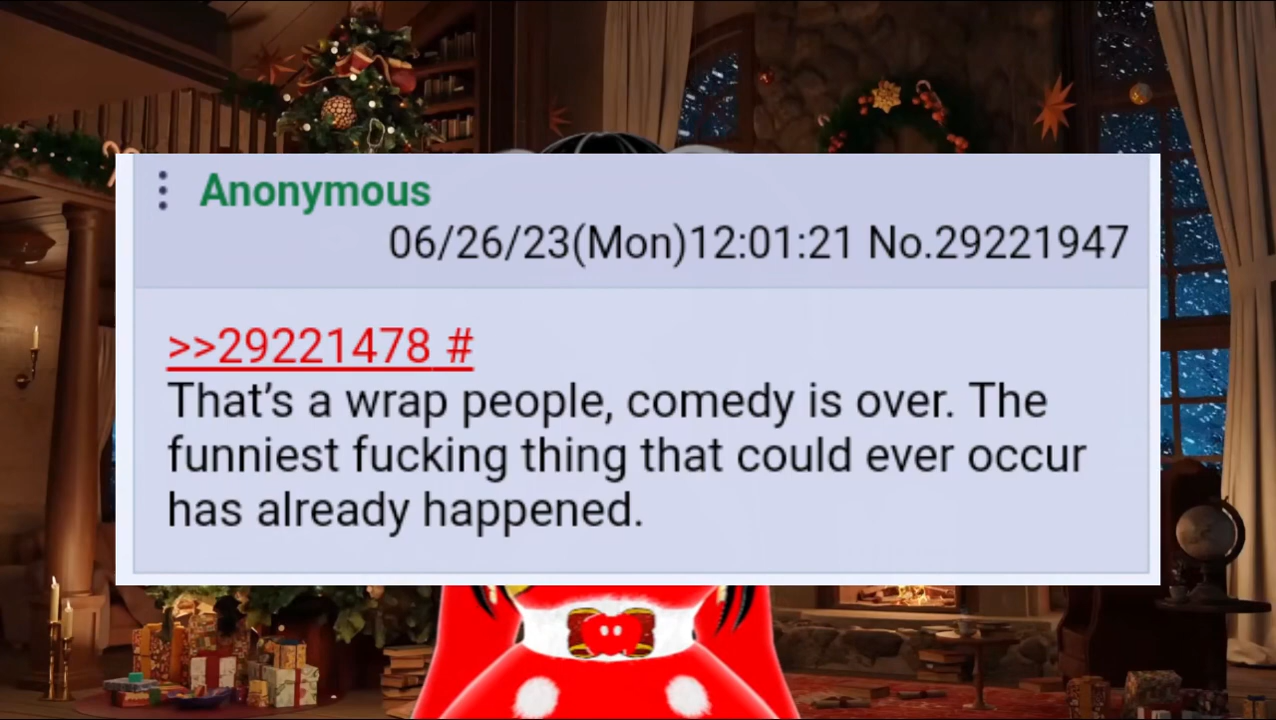 Anonymous
06/26/23(Mon)12:01:21 No.29221947
>>29221478 #
That’s a wrap people, comedy is over. The
funniest fucking thing that could ever occur
has already happened.